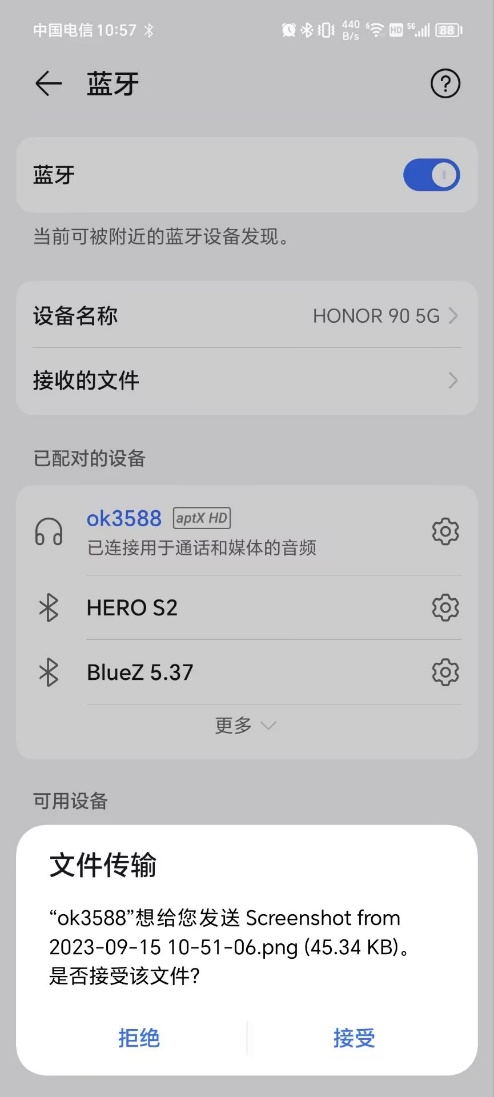 中国电信 10:57
440 B/s 6 HD 5G 88
蓝牙
蓝牙
当前可被附近的蓝牙设备发现。
设备名称 HONOR 90 5G
接收的文件
已配对的设备
ok3588 aptX HD
已连接用于通话和媒体的音频
HERO S2
BlueZ 5.37
更多
可用设备
文件传输
“ok3588”想给您发送 Screenshot from
2023-09-15 10-51-06.png (45.34 KB)。
是否接受该文件?
拒绝 接受